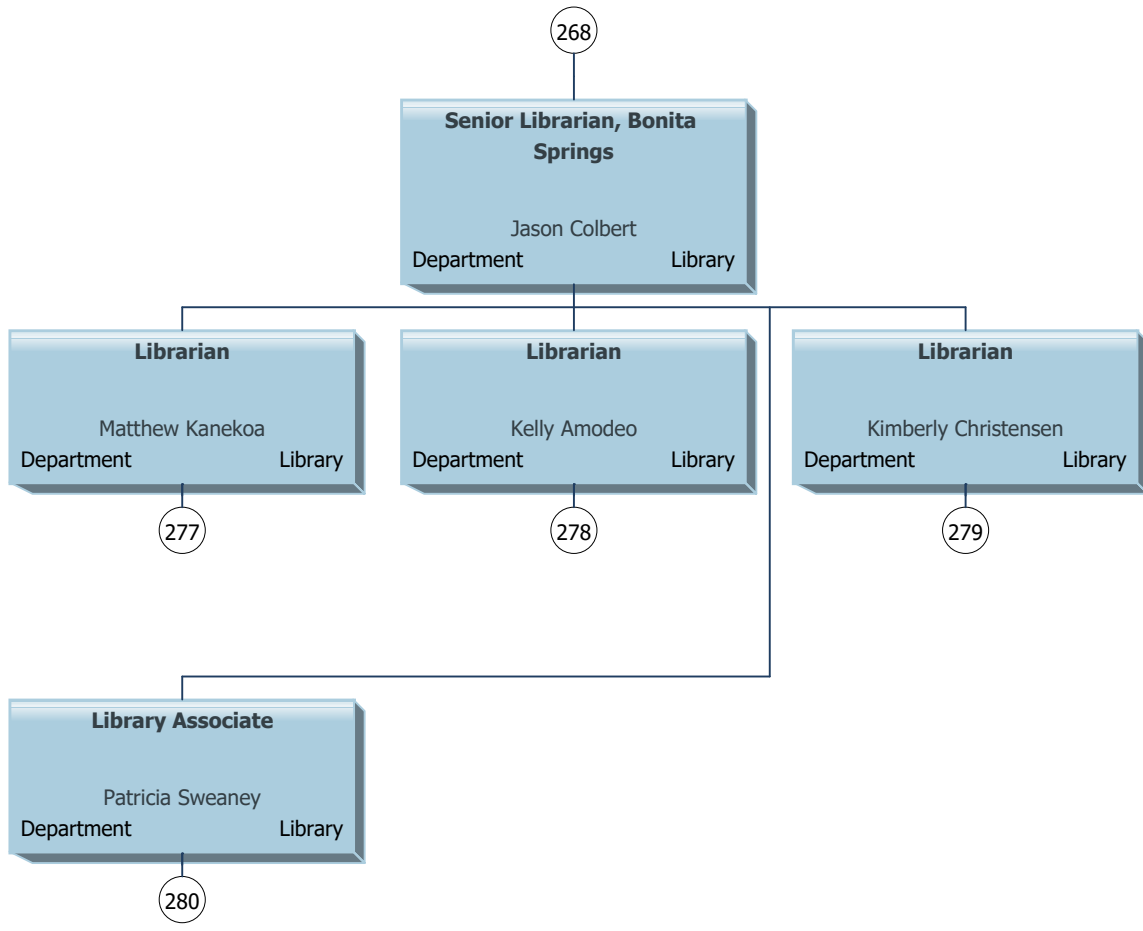 268
Senior Librarian, Bonita
Springs
Jason Colbert
Department Library
Librarian
Matthew Kanekoa
Department Library
277
Librarian
Kelly Amodeo
Department Library
278
Librarian
Kimberly Christensen
Department Library
279
Library Associate
Patricia Sweaney
Department Library
280